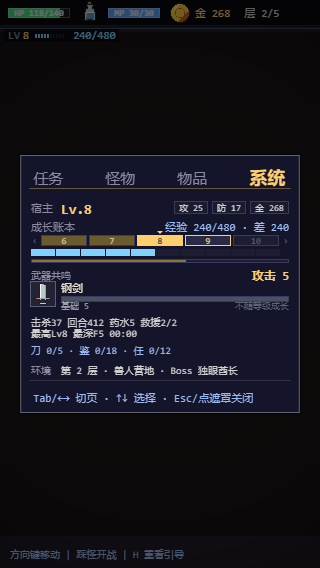 HP 110/140 MP 30/30 金 268 层 2/5
LV 8 240/480
任务 怪物 物品 系统
宿主 Lv.8 攻 25 防 17 金 268
成长账本 经验 240/480 · 差 240
‹ 6 7 8 9 10 ›
武器共鸣 攻击 5
钢剑
基础 5 不随等级成长
击杀37 回合412 药水5 救援2/2
最高Lv8 最深F5 00:00
刀 0/5 · 鉴 0/18 · 任 0/12
环境 第 2 层 · 兽人营地 · Boss 独眼酋长
Tab/↔ 切页 · ↑↓ 选择 · Esc/点遮罩关闭
方向键移动 | 踩怪开战 | H 重看引导